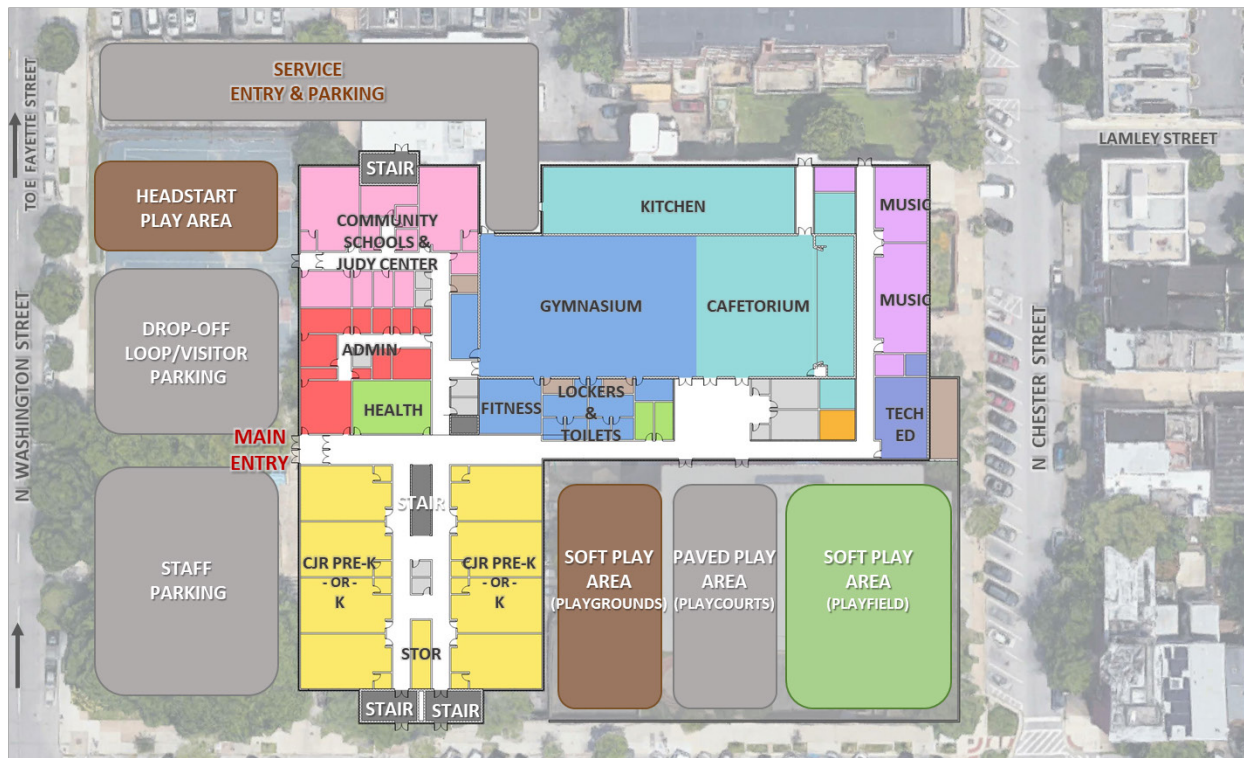 SERVICE
ENTRY & PARKING
TO E FAYETTE STREET
LAMLEY STREET
STAIR
HEADSTART
PLAY AREA
KITCHEN
MUSIC
COMMUNITY
SCHOOLS &
JUDY CENTER
GYMNASIUM
CAFETORIUM
MUSIC
DROP-OFF
LOOP/VISITOR
PARKING
ADMIN
N WASHINGTON STREET
N CHESTER STREET
HEALTH
FITNESS
LOCKERS
&
TOILETS
TECH
ED
MAIN
ENTRY
STAIR
STAFF
PARKING
CJR PRE-K
- OR -
K
CJR PRE-K
- OR -
K
SOFT PLAY
AREA
(PLAYGROUNDS)
PAVED PLAY
AREA
(PLAYCOURTS)
SOFT PLAY
AREA
(PLAYFIELD)
STOR
STAIR
STAIR